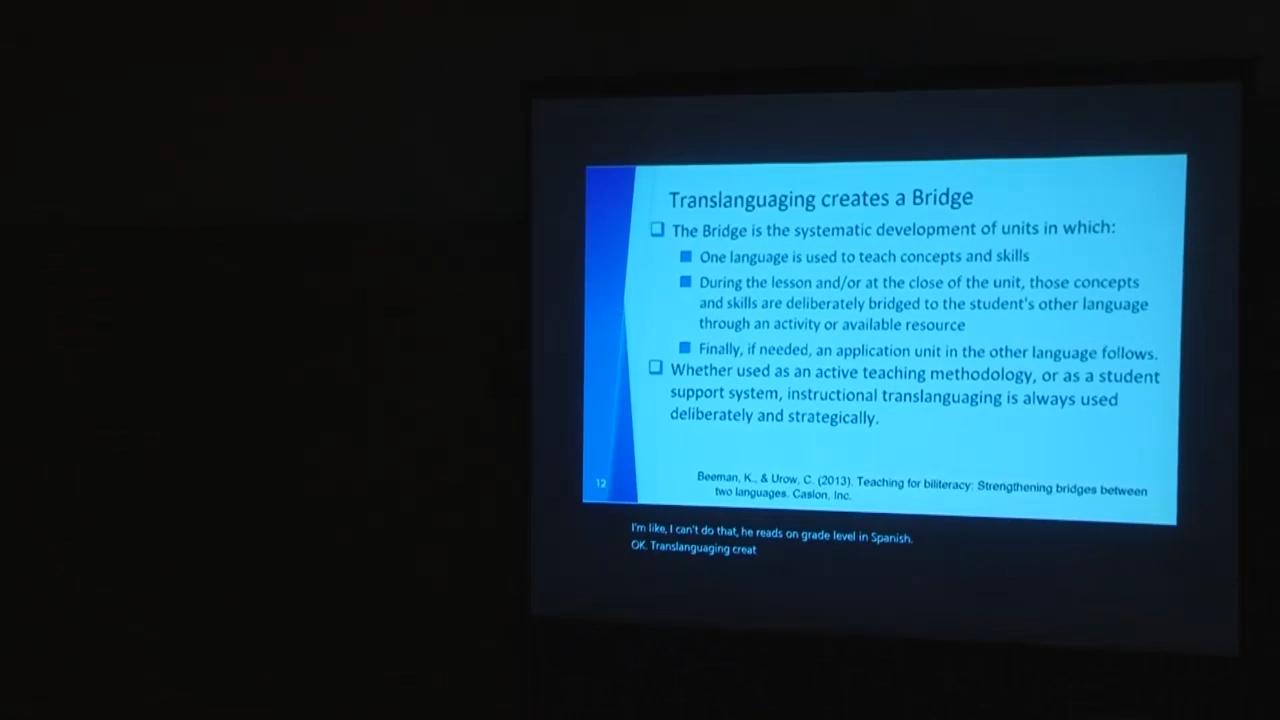 Translanguaging creates a Bridge
The Bridge is the systematic development of units in which:
One language is used to teach concepts and skills
During the lesson and/or at the close of the unit, those concepts
and skills are deliberately bridged to the student's other language
through an activity or available resource
Finally, if needed, an application unit in the other language follows.
Whether used as an active teaching methodology, or as a student
support system, instructional translanguaging is always used
deliberately and strategically.
Beeman, K., & Urow, C. (2013). Teaching for biliteracy: Strengthening bridges between
two languages. Caslon, Inc.
12
I'm like, I can't do that, he reads on grade level in Spanish.
OK. Translanguaging creat